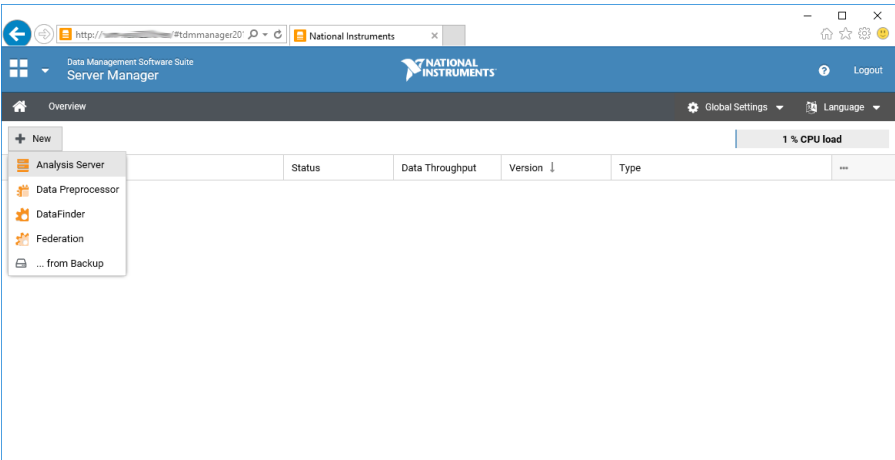 http:// /#tdmmanager20
National Instruments
Data Management Software Suite
Server Manager
NATIONAL
INSTRUMENTS
Logout
Overview
Global Settings
Language
New
1 % CPU load
Status
Data Throughput
Version
Type
Analysis Server
Data Preprocessor
DataFinder
Federation
... from Backup